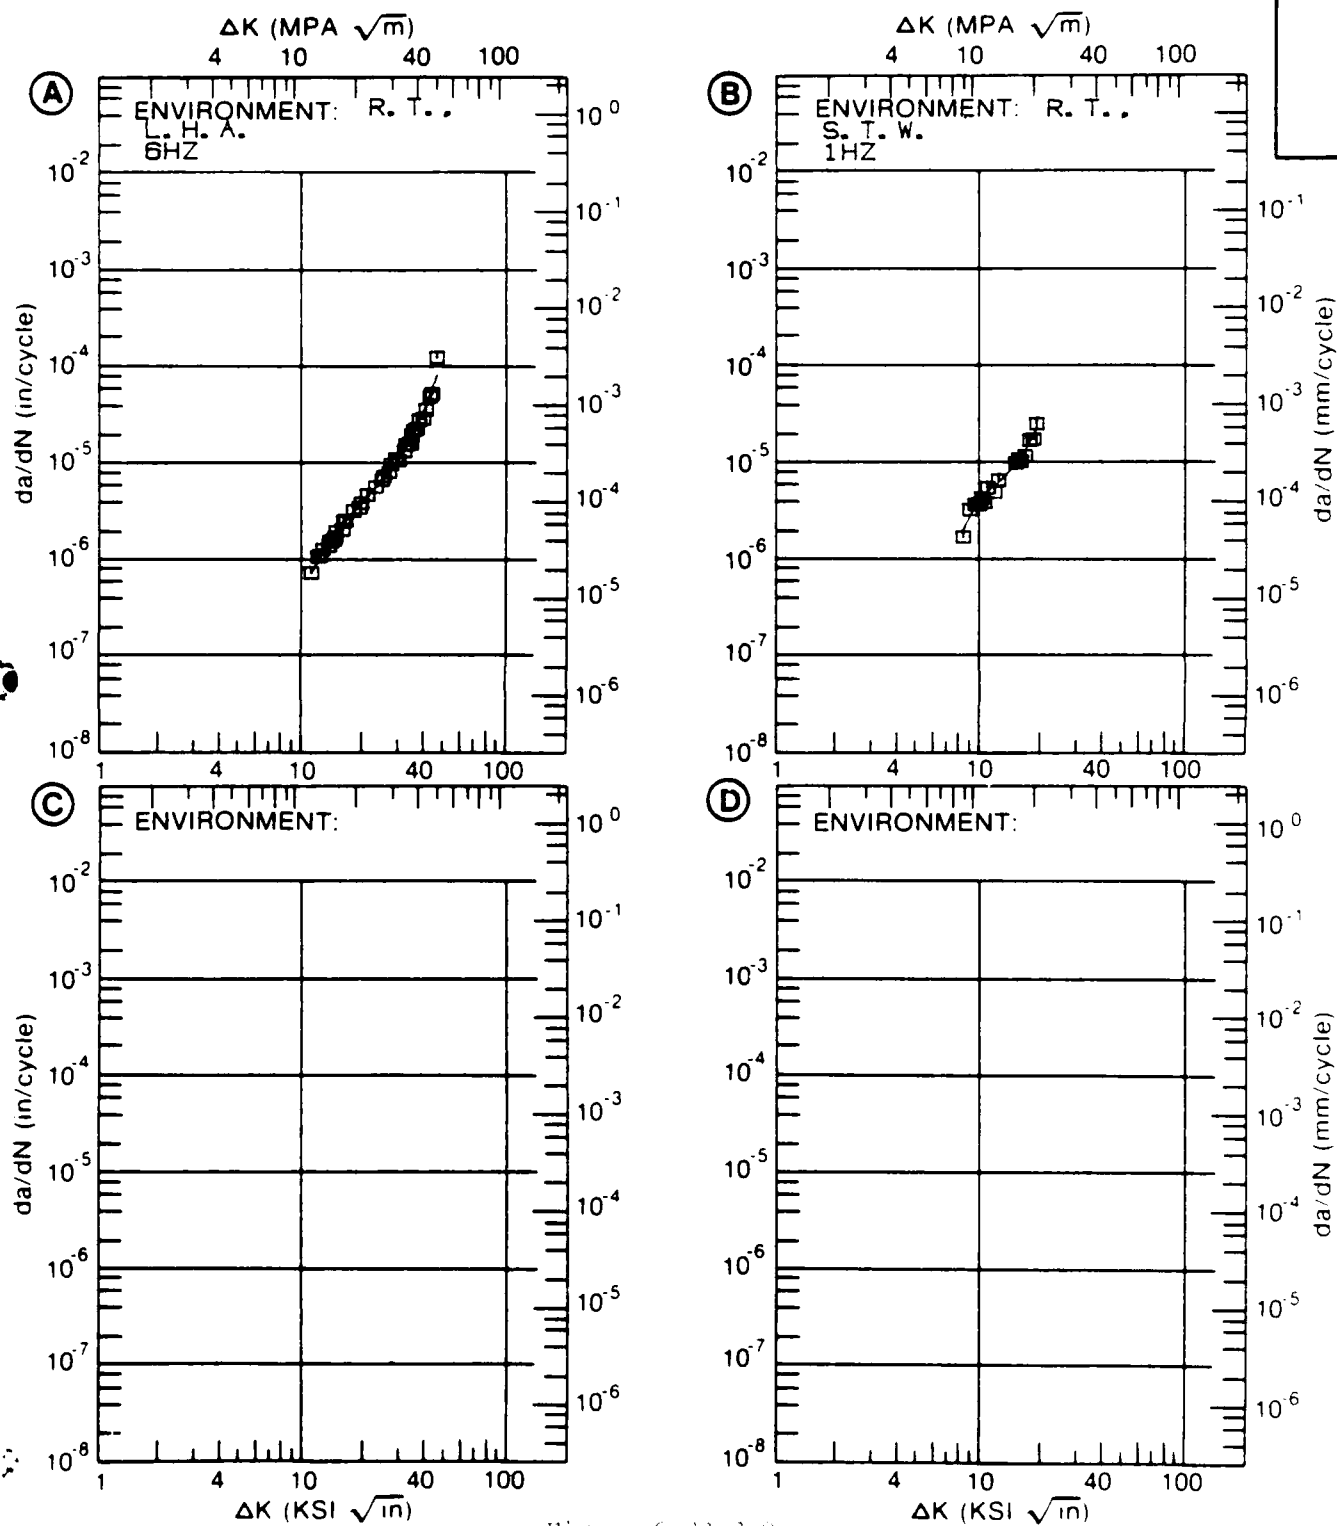 ΔK (MPA √m)
4 10 40 100
ΔK (MPA √m)
4 10 40 100
A
ENVIRONMENT: R. T.,
L. H. A.
6HZ
10^0
10^-2
10^-1
10^-3
10^-2
10^-4
10^-3
10^-5
10^-4
10^-6
10^-5
10^-7
10^-6
10^-8
1 4 10 40 100
da/dN (in/cycle)
B
ENVIRONMENT: R. T.,
S. T. W.
1HZ
10^-2
10^-1
10^-3
10^-2
10^-4
10^-3
10^-5
10^-4
10^-6
10^-5
10^-7
10^-6
10^-8
1 4 10 40 100
da/dN (mm/cycle)
C
ENVIRONMENT:
10^0
10^-2
10^-1
10^-3
10^-2
10^-4
10^-3
10^-5
10^-4
10^-6
10^-5
10^-7
10^-6
10^-8
1 4 10 40 100
da/dN (in/cycle)
ΔK (KSI √in)
D
ENVIRONMENT:
10^0
10^-2
10^-1
10^-3
10^-2
10^-4
10^-3
10^-5
10^-4
10^-6
10^-5
10^-7
10^-6
10^-8
1 4 10 40 100
da/dN (mm/cycle)
ΔK (KSI √in)